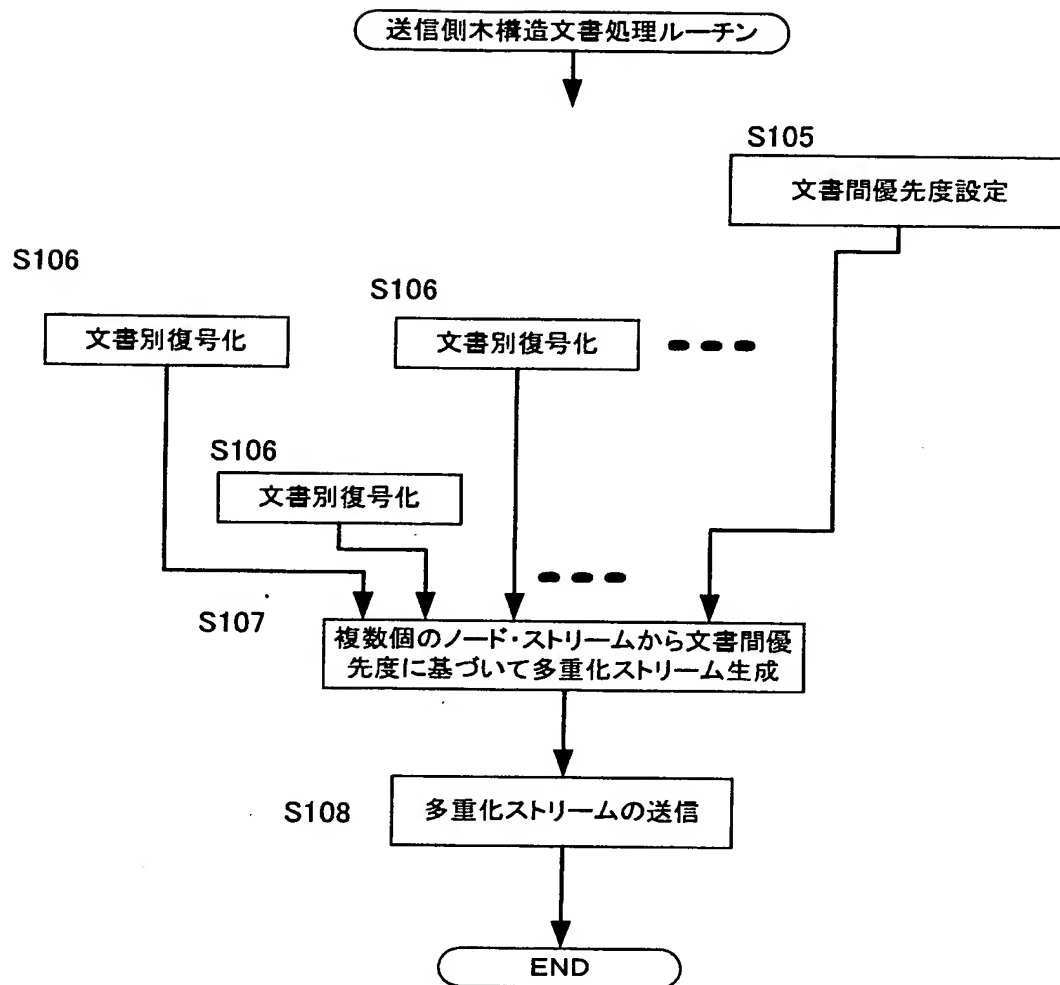 送信側木構造文書処理ルーチン
S105
文書間優先度設定
S106
文書別復号化
S106
文書別復号化
S106
文書別復号化
S107
複数個のノード・ストリームから文書間優
先度に基づいて多重化ストリーム生成
S108
多重化ストリームの送信
END